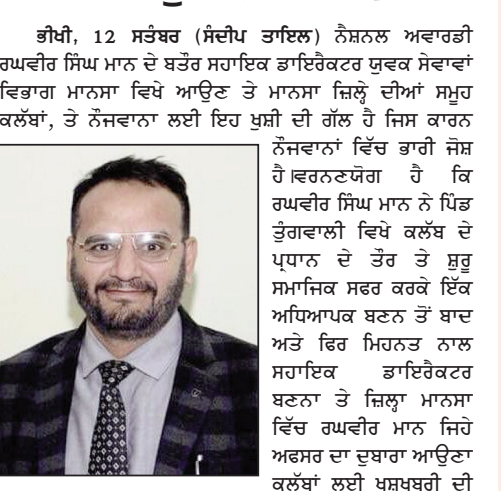 ਭੀਖੀ, 12 ਸਤੰਬਰ (ਸੰਦੀਪ ਤਾਇਲ) ਨੈਸ਼ਨਲ ਅਵਾਰਡੀ
ਰਘਵੀਰ ਸਿੰਘ ਮਾਨ ਦੇ ਬਤੌਰ ਸਹਾਇਕ ਡਾਇਰੈਕਟਰ ਯੁਵਕ ਸੇਵਾਵਾਂ
ਵਿਭਾਗ ਮਾਨਸਾ ਵਿਖੇ ਆਉਣ ਤੇ ਮਾਨਸਾ ਜ਼ਿਲ੍ਹੇ ਦੀਆਂ ਸਮੂਹ
ਕਲੱਬਾਂ, ਤੇ ਨੌਜਵਾਨਾ ਲਈ ਇਹ ਖੁਸ਼ੀ ਦੀ ਗੱਲ ਹੈ ਜਿਸ ਕਾਰਨ
ਨੌਜਵਾਨਾਂ ਵਿੱਚ ਭਾਰੀ ਜੋਸ਼
ਹੈ।ਵਰਨਣਯੋਗ ਹੈ ਕਿ
ਰਘਵੀਰ ਸਿੰਘ ਮਾਨ ਨੇ ਪਿੰਡ
ਤੁੰਗਵਾਲੀ ਵਿਖੇ ਕਲੱਬ ਦੇ
ਪ੍ਰਧਾਨ ਦੇ ਤੌਰ ਤੇ ਸ਼ੁਰੂ
ਸਮਾਜਿਕ ਸਫਰ ਕਰਕੇ ਇੱਕ
ਅਧਿਆਪਕ ਬਣਨ ਤੋਂ ਬਾਦ
ਅਤੇ ਫਿਰ ਮਿਹਨਤ ਨਾਲ
ਸਹਾਇਕ ਡਾਇਰੈਕਟਰ
ਬਣਨਾ ਤੇ ਜ਼ਿਲ੍ਹਾ ਮਾਨਸਾ
ਵਿੱਚ ਰਘਵੀਰ ਮਾਨ ਜਿਹੇ
ਅਫਸਰ ਦਾ ਦੁਬਾਰਾ ਆਉਣਾ
ਕਲੱਬਾਂ ਲਈ ਖੁਸ਼ਖਬਰੀ ਦੀ